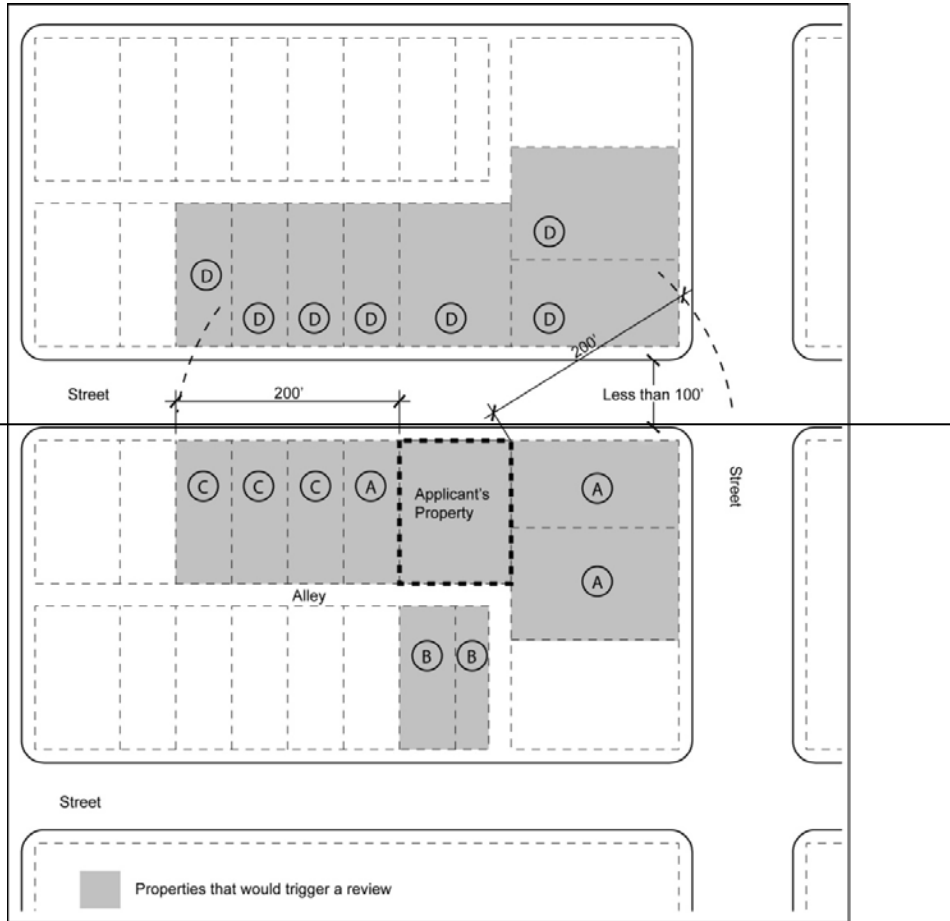 D
D
D D D D D
200'
Street 200' Less than 100'
C C C A Applicant's
Property
A
Street
A
Alley
B B
Street
Properties that would trigger a review